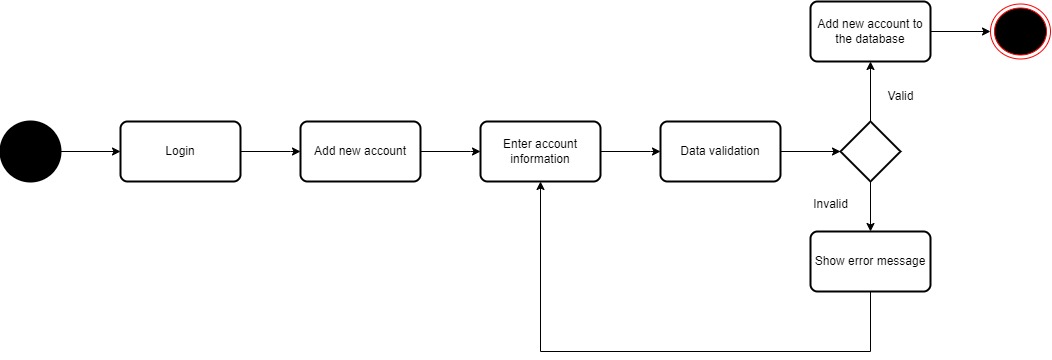 Login
Add new account
Enter account
information
Data validation
Add new account to
the database
Valid
Invalid
Show error message